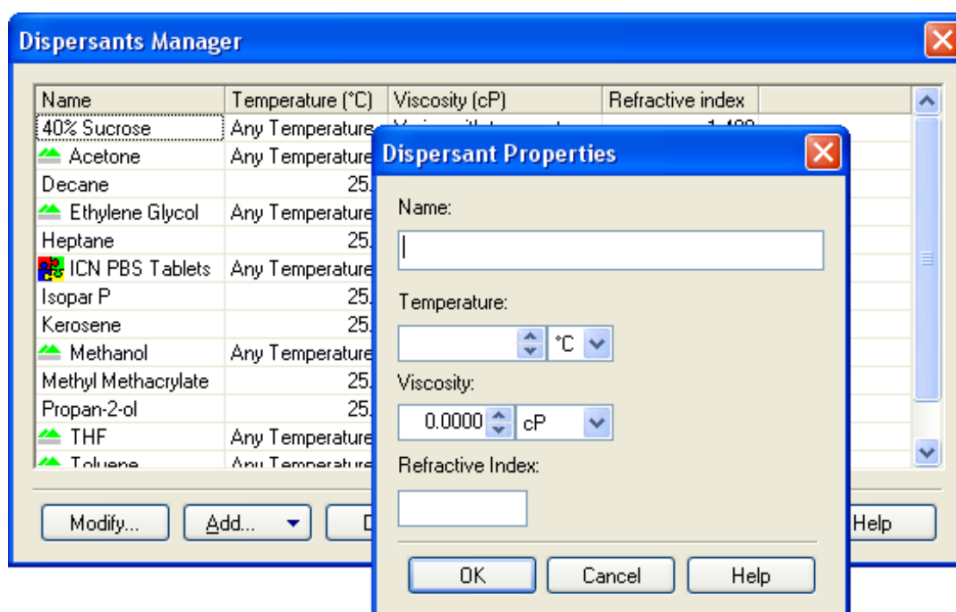 Dispersants Manager
Name Temperature (°C) Viscosity (cP) Refractive index
40% Sucrose Any Temperature
Acetone Any Temperature
Decane 25.
Ethylene Glycol Any Temperature
Heptane 25.
ICN PBS Tablets Any Temperature
Isopar P 25.
Kerosene 25.
Methanol Any Temperature
Methyl Methacrylate 25.
Propan-2-ol 25.
THF Any Temperature
Toluene Any Temperature
Modify... Add... D Help
Dispersant Properties
Name:
Temperature:
°C
Viscosity:
0.0000 cP
Refractive Index:
OK Cancel Help